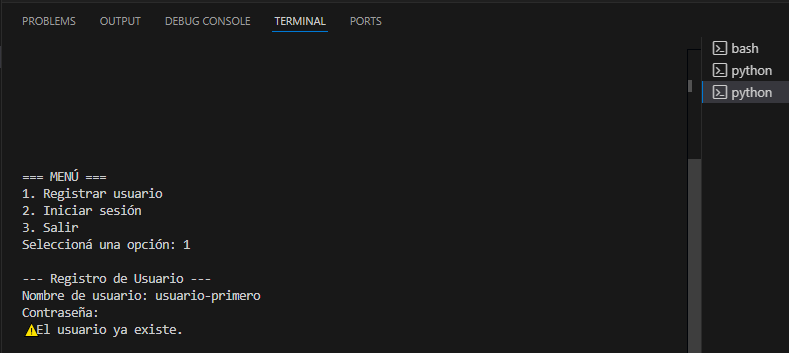 PROBLEMS OUTPUT DEBUG CONSOLE TERMINAL PORTS
bash
python
python
=== MENÚ ===
1. Registrar usuario
2. Iniciar sesión
3. Salir
Seleccioná una opción: 1
--- Registro de Usuario ---
Nombre de usuario: usuario-primero
Contraseña:
⚠️El usuario ya existe.